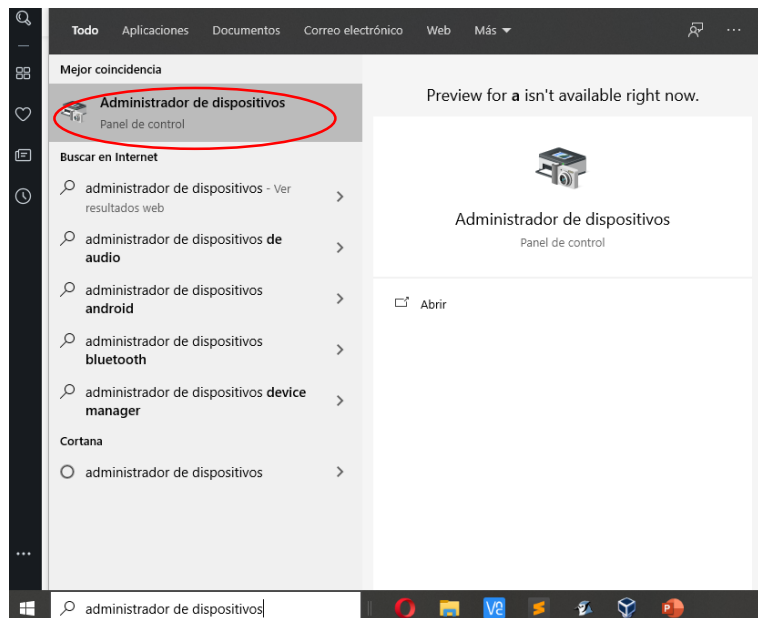 Todo Aplicaciones Documentos Correo electrónico Web Más
Mejor coincidencia
Administrador de dispositivos
Panel de control
Buscar en Internet
administrador de dispositivos - Ver
resultados web
administrador de dispositivos de
audio
administrador de dispositivos
android
administrador de dispositivos
bluetooth
administrador de dispositivos device
manager
Cortana
administrador de dispositivos
Preview for a isn't available right now.
Administrador de dispositivos
Panel de control
Abrir
administrador de dispositivos